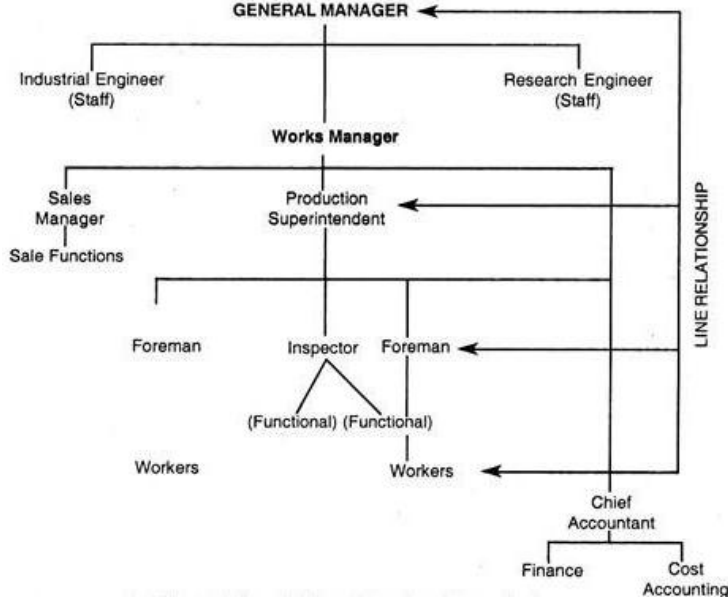 GENERAL MANAGER
Industrial Engineer
(Staff)
Research Engineer
(Staff)
Works Manager
Sales
Manager
Production
Superintendent
Sale Functions
LINE RELATIONSHIP
Foreman
Inspector
Foreman
(Functional)
(Functional)
Workers
Workers
Chief
Accountant
Finance
Cost
Accounting